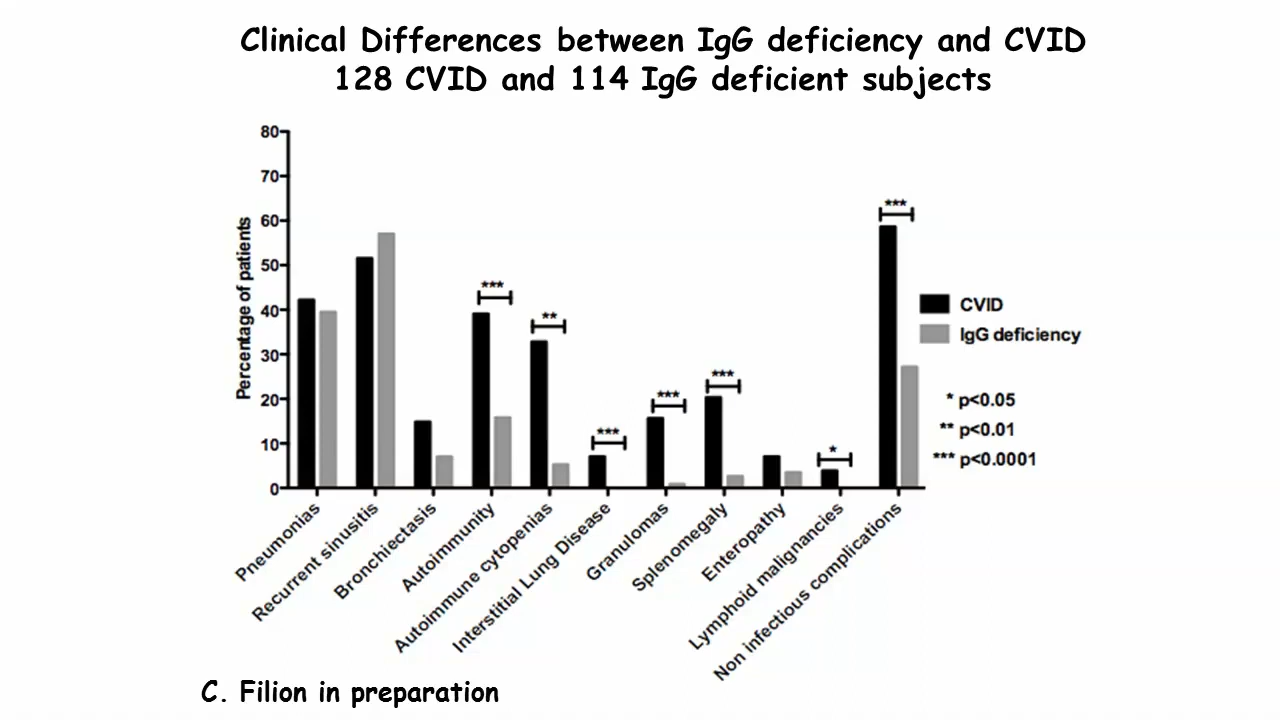 Clinical Differences between IgG deficiency and CVID
128 CVID and 114 IgG deficient subjects
80
70
60
50
40
30
20
10
0
Percentage of patients
***
**
***
***
***
*
***
CVID
IgG deficiency
* p<0.05
** p<0.01
*** p<0.0001
Pneumonias
Recurrent sinusitis
Bronchiectasis
Autoimmunity
Autoimmune cytopenias
Interstitial Lung Disease
Granulomas
Splenomegaly
Enteropathy
Lymphoid malignancies
Non infectious complications
C. Filion in preparation